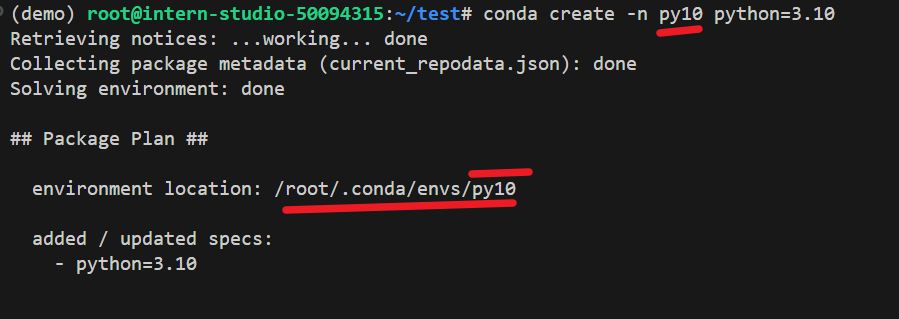 (demo) root@intern-studio-50094315:~/test# conda create -n py10 python=3.10
Retrieving notices: ...working... done
Collecting package metadata (current_repodata.json): done
Solving environment: done
## Package Plan ##
environment location: /root/.conda/envs/py10
added / updated specs:
- python=3.10